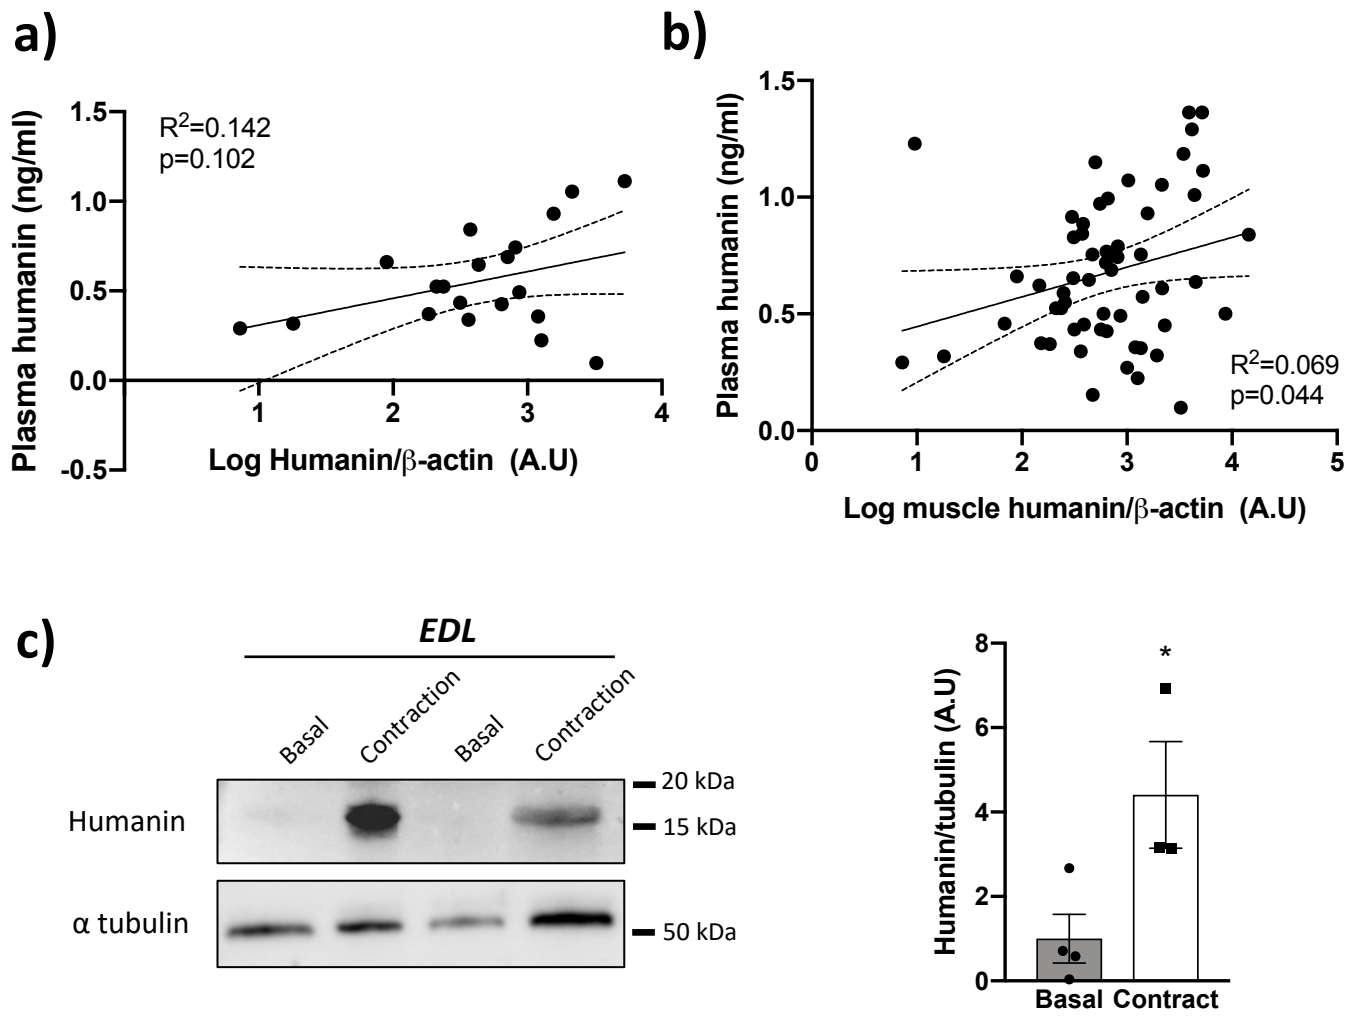 a)
Plasma humanin (ng/ml)
1.5
1.0
0.5
0.0
-0.5
R²=0.142
p=0.102
1 2 3 4
Log Humanin/β-actin (A.U)
b)
Plasma humanin (ng/ml)
1.5
1.0
0.5
0.0
R²=0.069
p=0.044
0 1 2 3 4 5
Log muscle humanin/β-actin (A.U)
c)
EDL
Basal
Contraction
Basal
Contraction
Humanin
20 kDa
15 kDa
α tubulin
50 kDa
Humanin/tubulin (A.U)
8
6
4
2
0
*
Basal Contract